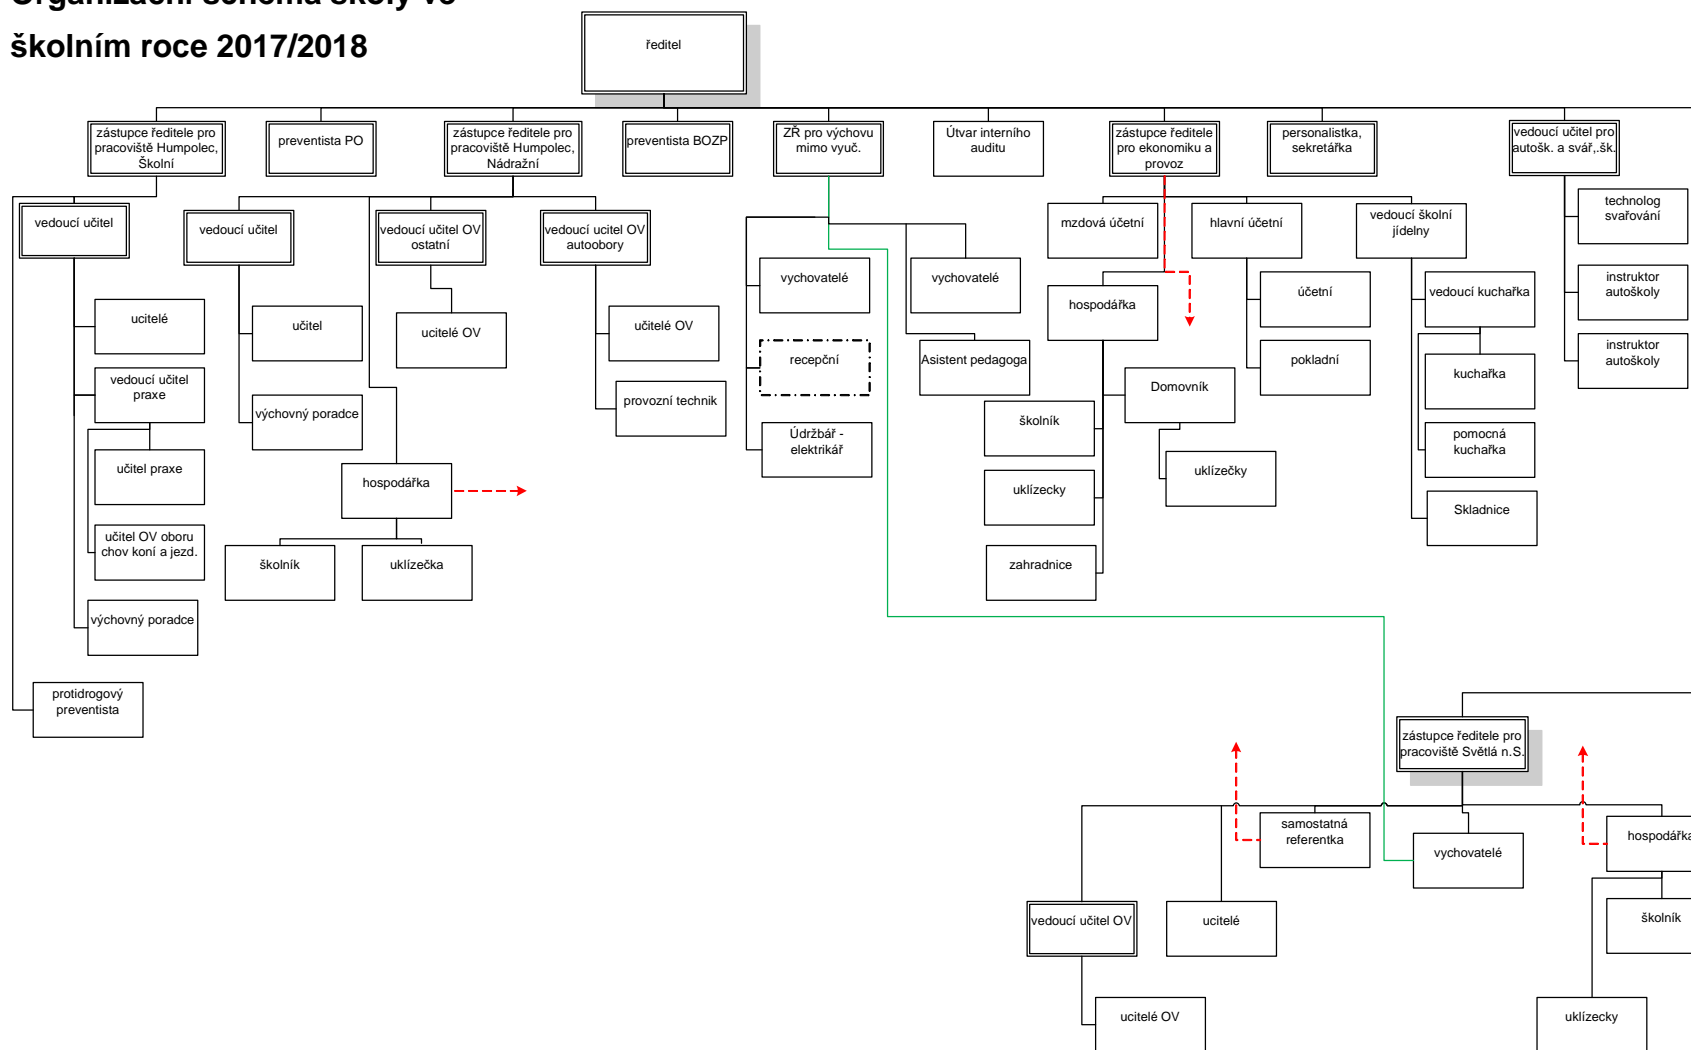 Organizační schéma školy ve
školním roce 2017/2018
ředitel
zástupce ředitele pro
pracoviště Humpolec,
Školní
preventista PO
zástupce ředitele pro
pracoviště Humpolec,
Nádražní
preventista BOZP
ZŘ pro výchovu
mimo vyuč.
Útvar interního
auditu
zástupce ředitele
pro ekonomiku a
provoz
personalistka,
sekretářka
vedoucí učitel pro
autošk. a svář,.šk.
vedoucí učitel
vedoucí učitel
vedoucí učitel OV
ostatní
vedoucí ucitel OV
autoobory
mzdová účetní
hlavní účetní
vedoucí školní
jídelny
technolog
svařování
vychovatelé
vychovatelé
hospodářka
účetní
vedoucí kuchařka
instruktor
autoškoly
ucitelé
učitel
ucitelé OV
učitelé OV
recepční
Asistent pedagoga
Domovník
pokladní
kuchařka
instruktor
autoškoly
vedoucí učitel
praxe
výchovný poradce
provozní technik
Údržbář -
elektrikář
školník
pomocná
kuchařka
učitel praxe
hospodářka
uklízecky
uklízečky
Skladnice
učitel OV oboru
chov koní a jezd.
školník
uklízečka
zahradnice
výchovný poradce
protidrogový
preventista
zástupce ředitele pro
pracoviště Světlá n.S.
samostatná
referentka
vychovatelé
hospodářka
vedoucí učitel OV
ucitelé
školník
ucitelé OV
uklízecky